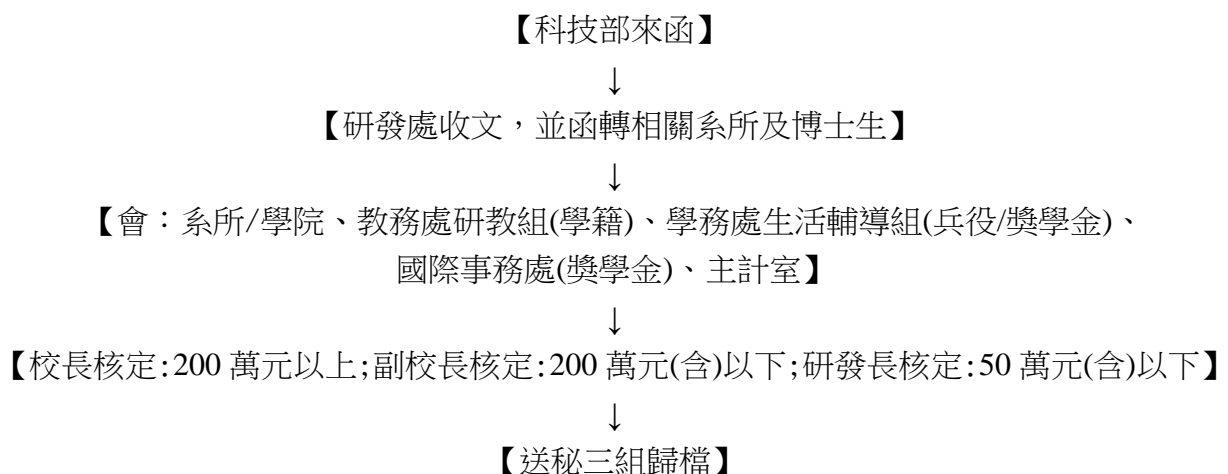 【科技部來函】
↓
【研發處收文，並函轉相關系所及博士生】
↓
【會：系所/學院、教務處研教組(學籍)、學務處生活輔導組(兵役/獎學金)、
國際事務處(獎學金)、主計室】
↓
【校長核定:200 萬元以上;副校長核定:200 萬元(含)以下;研發長核定:50 萬元(含)以下】
↓
【送秘三組歸檔】